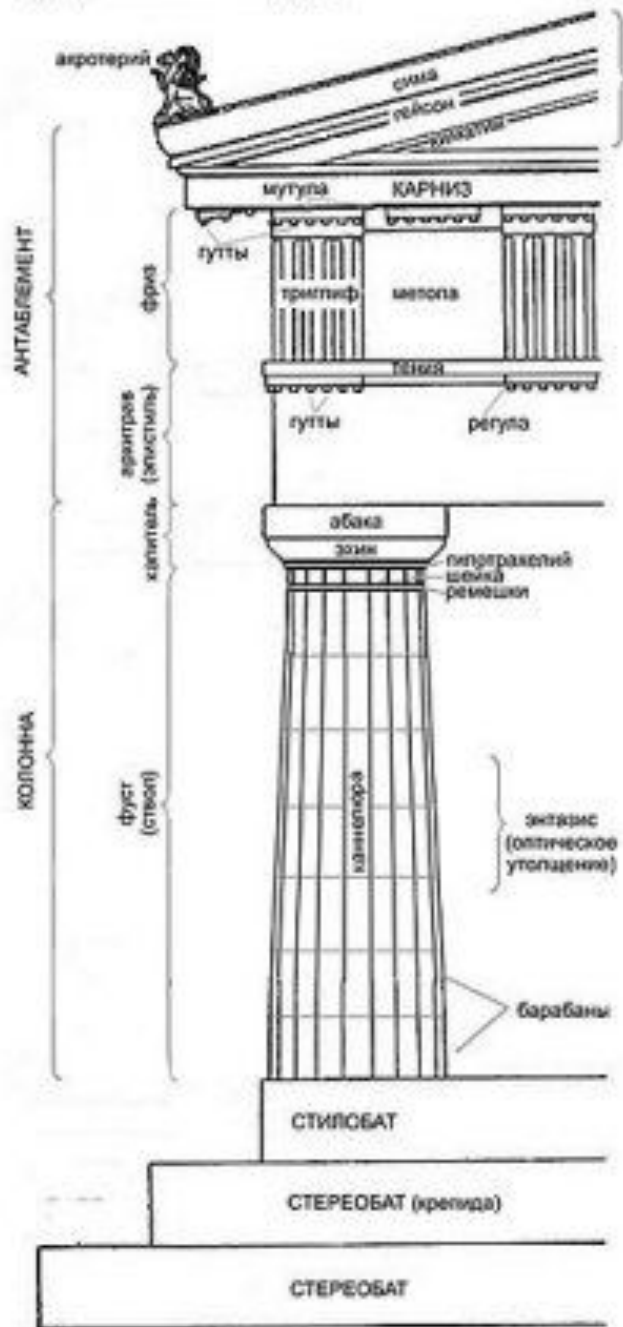 акротерий
сима
гейсон
мутула
КАРНИЗ
гутты
триглиф
метопа
тения
гутты
регула
АНТАБЛЕМЕНТ
фриз
архитрав
(эпистиль)
капитель
абака
эхин
гипотрахелий
шейка
ремешки
КОЛОННА
фуст
(ствол)
каннелюра
энтазис
(оптическое
утолщение)
барабаны
СТИЛОБАТ
СТЕРЕОБАТ (крепида)
СТЕРЕОБАТ